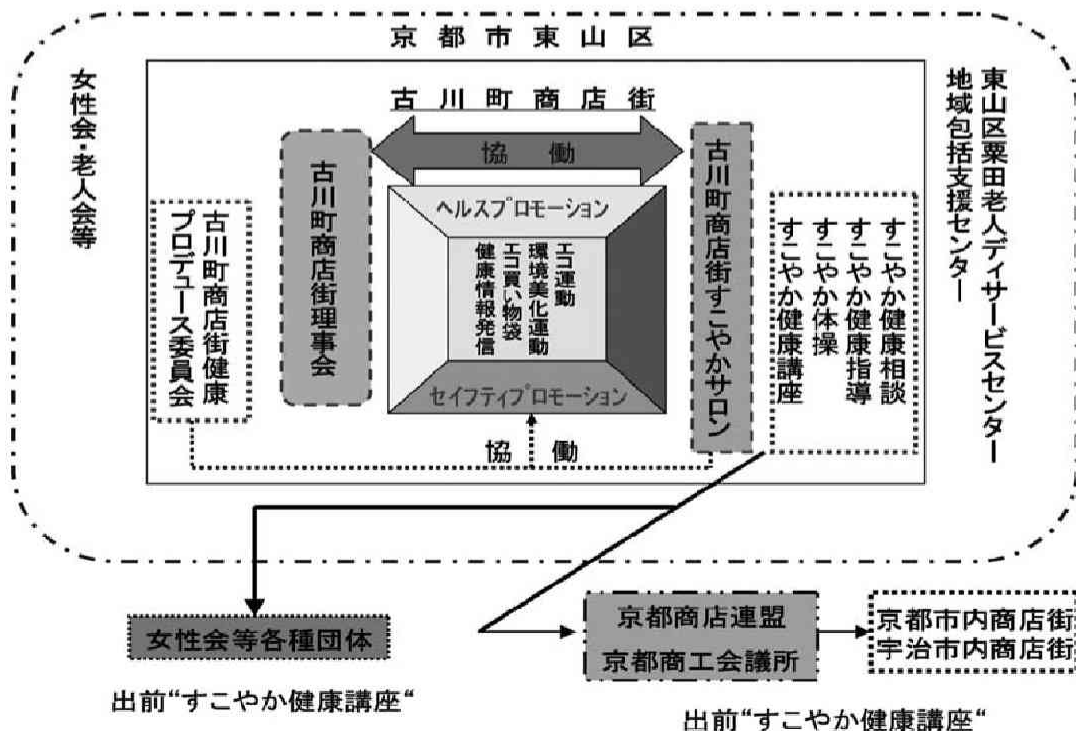 京都市東山区
古川町商店街
女性会・老人会等
東山区粟田老人ディサービスセンター
地域包括支援センター
協働
古川町商店街理事会
古川町商店街すこやかサロン
古川町商店街健康
プロデュース委員会
ヘルスプロモーション
エコ運動
環境美化運動
エコ買い物袋
健康情報発信
セイフティプロモーション
すこやか健康相談
すこやか健康指導
すこやか体操
すこやか健康講座
協働
女性会等各種団体
出前“すこやか健康講座“
京都商店連盟
京都商工会議所
京都市内商店街
宇治市内商店街
出前“すこやか健康講座“